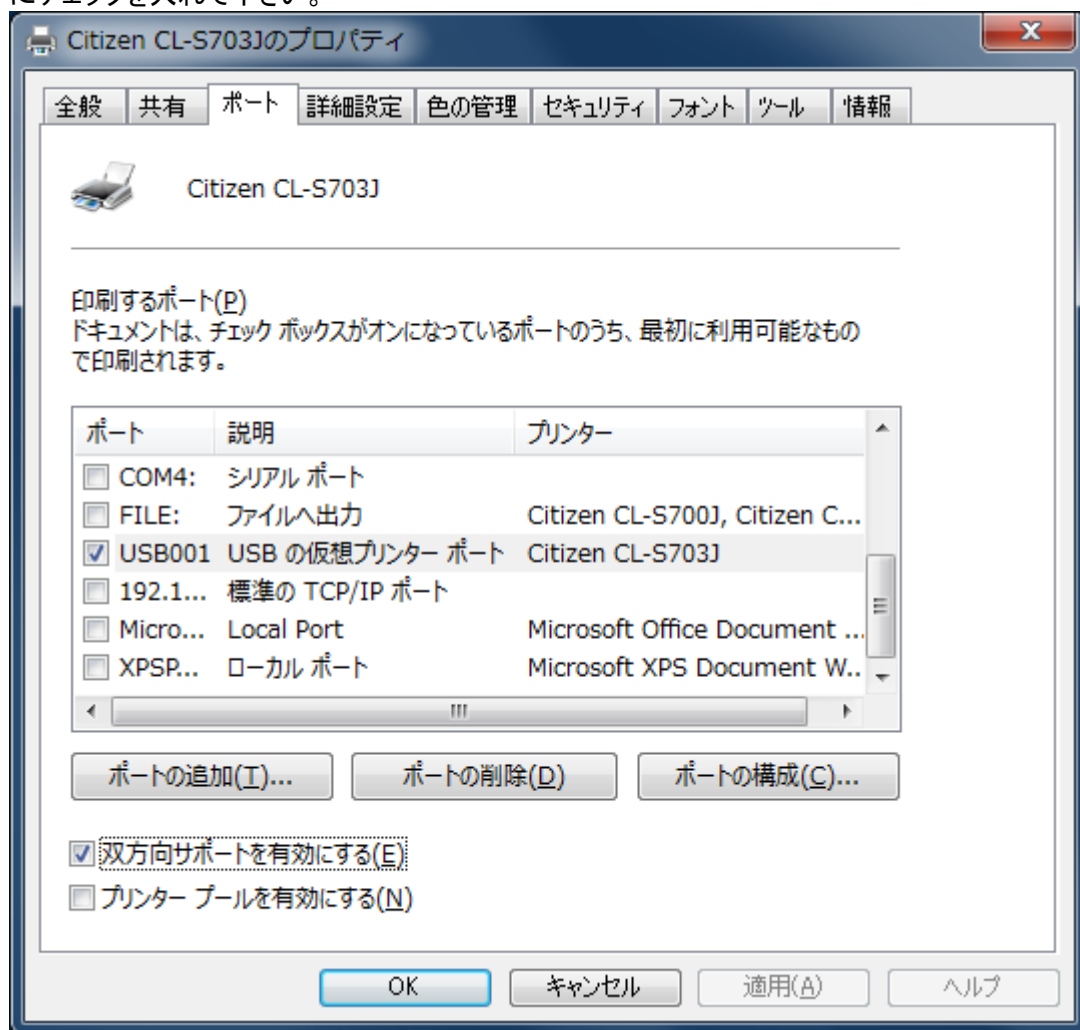 にチェックを入れて下さい。
Citizen CL-S703Jのプロパティ
全般 共有 ポート 詳細設定 色の管理 セキュリティ フォント ツール 情報
Citizen CL-S703J
印刷するポート(P)
ドキュメントは、チェック ボックスがオンになっているポートのうち、最初に利用可能なもの
で印刷されます。
ポート 説明 プリンター
COM4: シリアル ポート
FILE: ファイルへ出力 Citizen CL-S700J, Citizen C...
USB001 USB の仮想プリンター ポート Citizen CL-S703J
192.1... 標準の TCP/IP ポート
Micro... Local Port Microsoft Office Document ...
XPSP... ローカル ポート Microsoft XPS Document W...
ポートの追加(T)... ポートの削除(D) ポートの構成(C)...
双方向サポートを有効にする(E)
プリンター プールを有効にする(N)
OK キャンセル 適用(A) ヘルプ